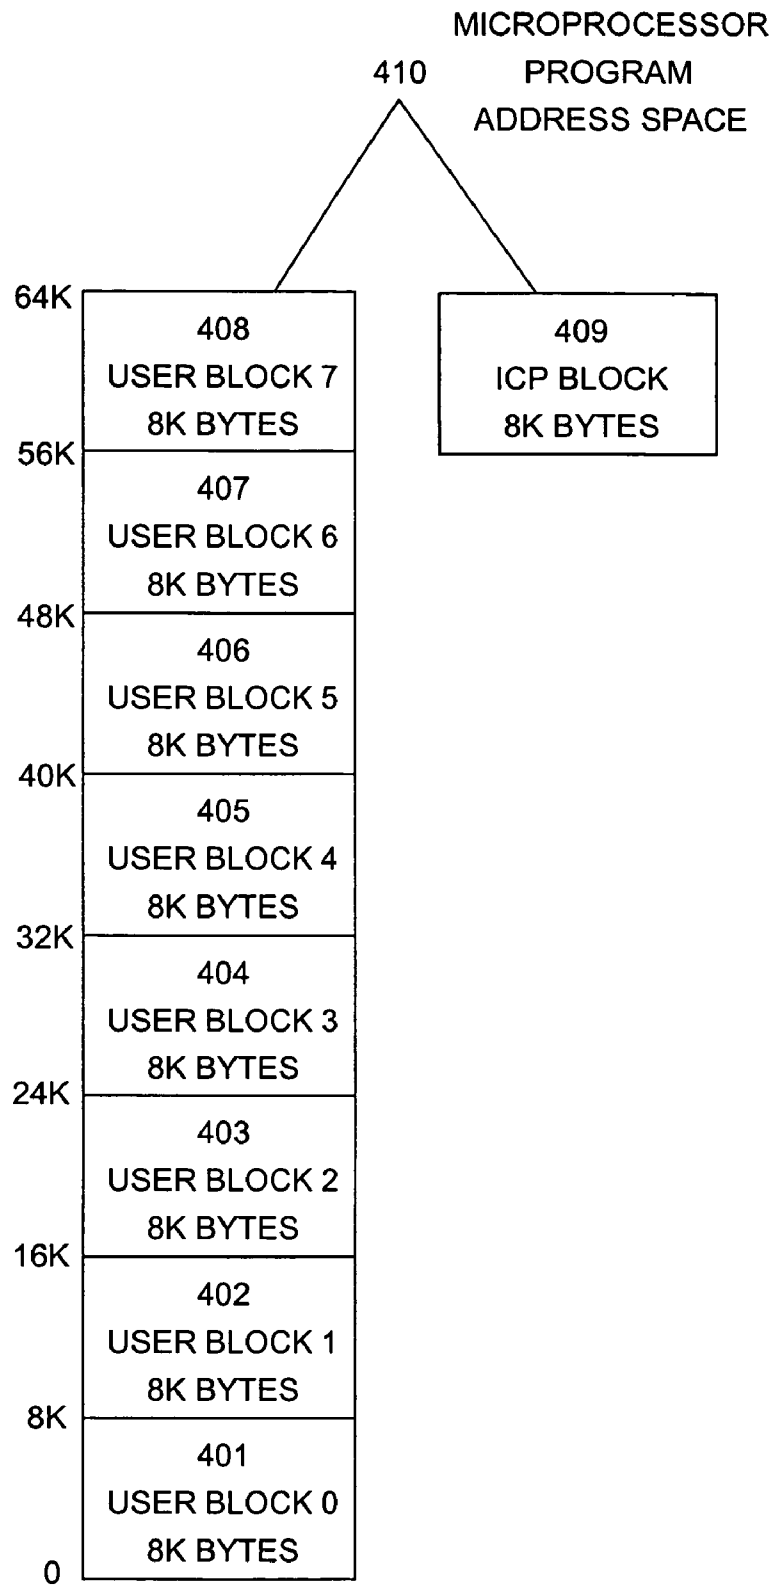 MICROPROCESSOR
410 PROGRAM
ADDRESS SPACE
64K
408
USER BLOCK 7
8K BYTES
409
ICP BLOCK
8K BYTES
56K
407
USER BLOCK 6
8K BYTES
48K
406
USER BLOCK 5
8K BYTES
40K
405
USER BLOCK 4
8K BYTES
32K
404
USER BLOCK 3
8K BYTES
24K
403
USER BLOCK 2
8K BYTES
16K
402
USER BLOCK 1
8K BYTES
8K
401
USER BLOCK 0
8K BYTES
0